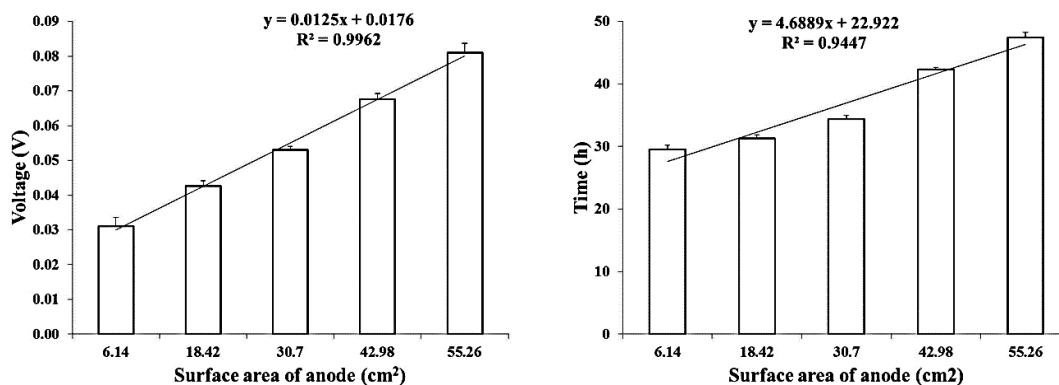 y = 0.0125x + 0.0176
R² = 0.9962
Voltage (V)
0.09
0.08
0.07
0.06
0.05
0.04
0.03
0.02
0.01
0.00
6.14 18.42 30.7 42.98 55.26
Surface area of anode (cm²)
y = 4.6889x + 22.922
R² = 0.9447
Time (h)
50
40
30
20
10
0
6.14 18.42 30.7 42.98 55.26
Surface area of anode (cm2)